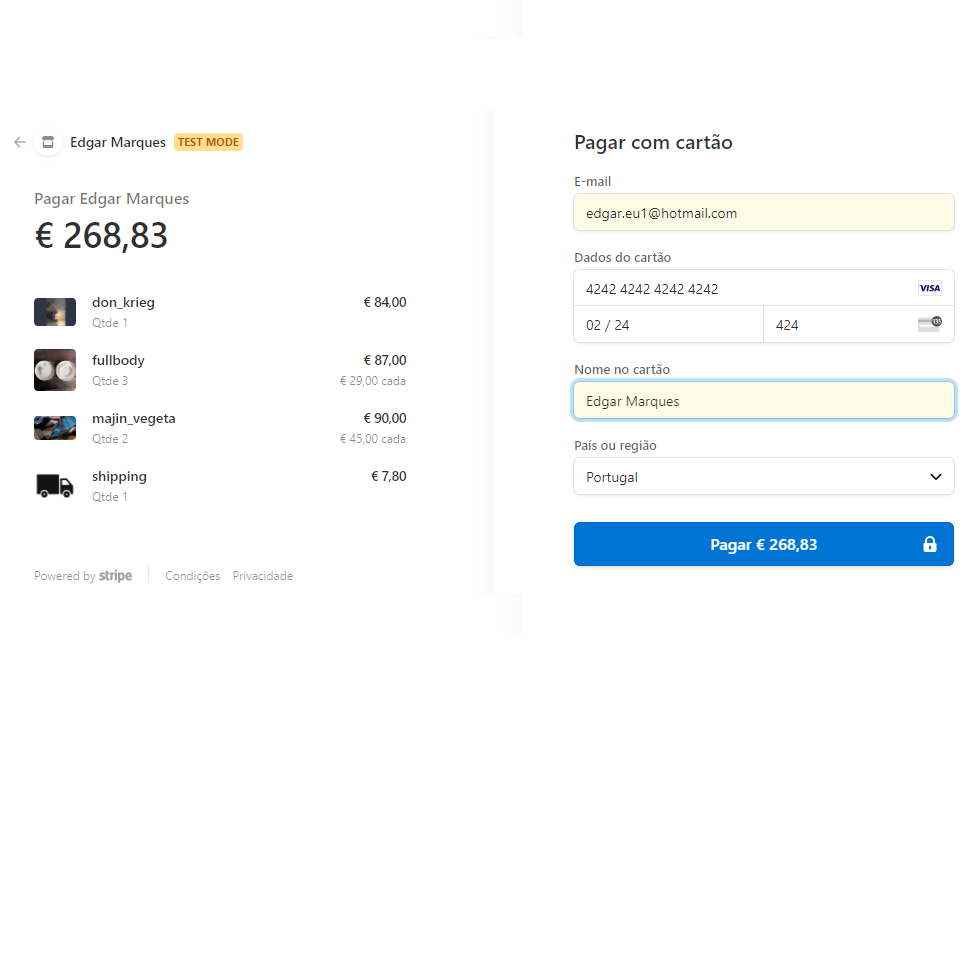 Edgar Marques TEST MODE
Pagar Edgar Marques
€ 268,83
don_krieg € 84,00
Qtde 1
fullbody € 87,00
Qtde 3 € 29,00 cada
majin_vegeta € 90,00
Qtde 2 € 45,00 cada
shipping € 7,80
Qtde 1
Powered by stripe Condições Privacidade
Pagar com cartão
E-mail
edgar.eu1@hotmail.com
Dados do cartão
4242 4242 4242 4242 VISA
02 / 24 424
Nome no cartão
Edgar Marques
País ou região
Portugal
Pagar € 268,83